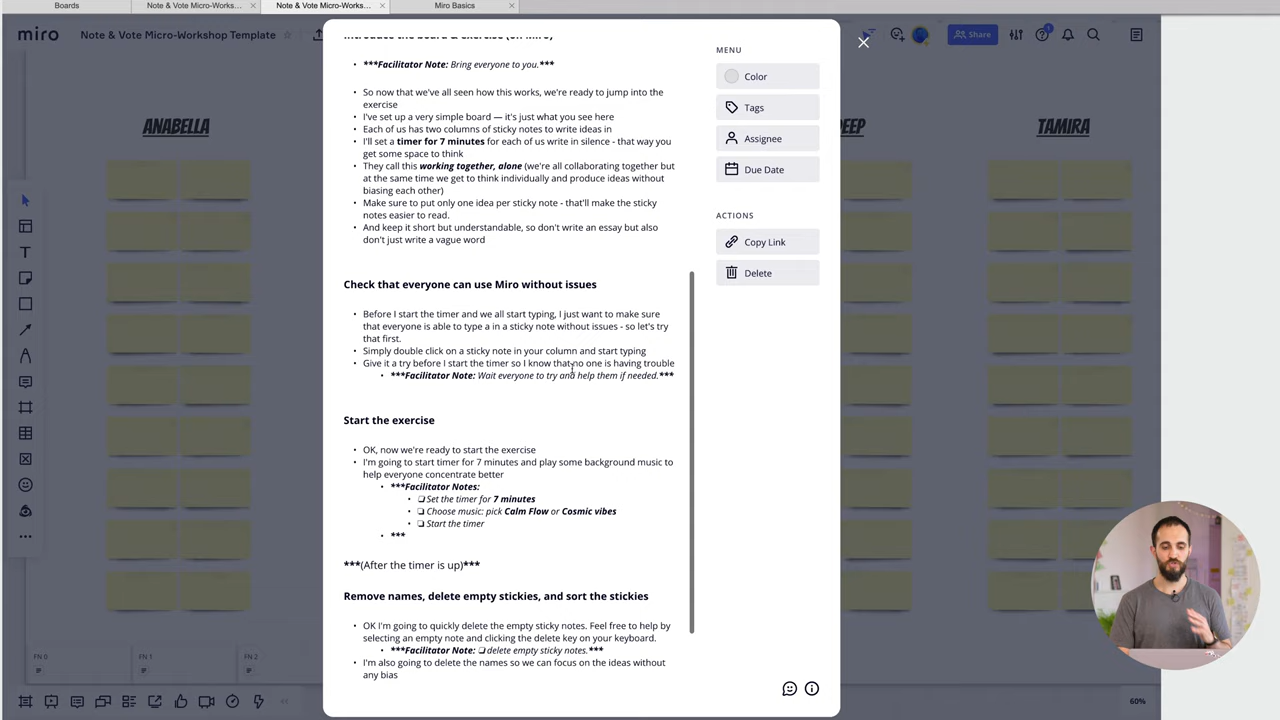 Boards
Note & Vote Micro-Works...
Note & Vote Micro-Works...
Miro Basics
miro
Note & Vote Micro-Workshop Template
Share
1
ANABELLA
DEEP
TAMIRA
Introduce the board & exercise (on Miro)
***Facilitator Note: Bring everyone to you.***
So now that we've all seen how this works, we're ready to jump into the
exercise
I've set up a very simple board — it's just what you see here
Each of us has two columns of sticky notes to write ideas in
I'll set a timer for 7 minutes for each of us write in silence - that way you
get some space to think
They call this working together, alone (we're all collaborating together but
at the same time we get to think individually and produce ideas without
biasing each other)
Make sure to put only one idea per sticky note - that'll make the sticky
notes easier to read.
And keep it short but understandable, so don't write an essay but also
don't just write a vague word
Check that everyone can use Miro without issues
Before I start the timer and we all start typing, I just want to make sure
that everyone is able to type a in a sticky note without issues - so let's try
that first.
Simply double click on a sticky note in your column and start typing
Give it a try before I start the timer so I know that no one is having trouble
***Facilitator Note: Wait everyone to try and help them if needed.***
Start the exercise
OK, now we're ready to start the exercise
I'm going to start timer for 7 minutes and play some background music to
help everyone concentrate better
***Facilitator Notes:
❏ Set the timer for 7 minutes
❏ Choose music: pick Calm Flow or Cosmic vibes
❏ Start the timer
***
***(After the timer is up)***
Remove names, delete empty stickies, and sort the stickies
OK I'm going to quickly delete the empty sticky notes. Feel free to help by
selecting an empty note and clicking the delete key on your keyboard.
***Facilitator Note: ❏ delete empty sticky notes.***
I'm also going to delete the names so we can focus on the ideas without
any bias
MENU
Color
Tags
Assignee
Due Date
ACTIONS
Copy Link
Delete
FN 0
FN 1
FN 2
60%